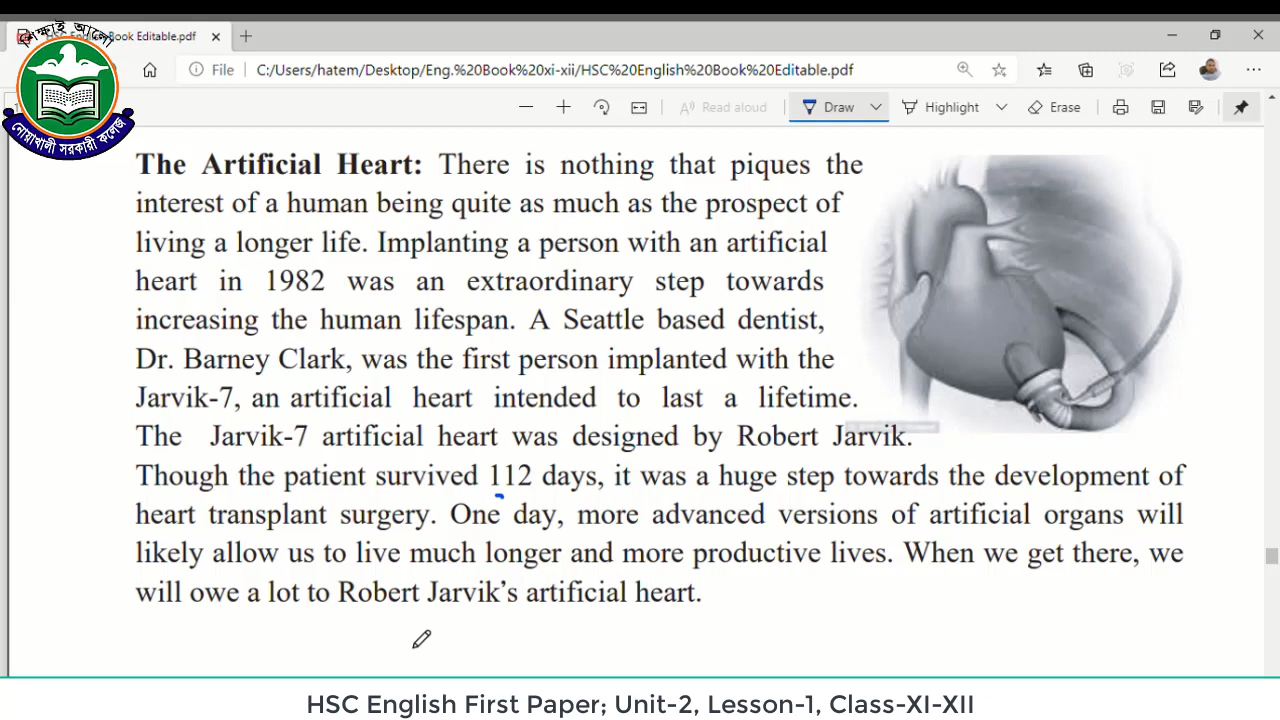 HSC English Book Editable.pdf
শিক্ষাই আলো
নোয়াখালী সরকারী কলেজ
File
C:/Users/hatem/Desktop/Eng.%20Book%20xi-xii/HSC%20English%20Book%20Editable.pdf
Read aloud
Draw
Highlight
Erase
The Artificial Heart: There is nothing that piques the
interest of a human being quite as much as the prospect of
living a longer life. Implanting a person with an artificial
heart in 1982 was an extraordinary step towards
increasing the human lifespan. A Seattle based dentist,
Dr. Barney Clark, was the first person implanted with the
Jarvik-7, an artificial heart intended to last a lifetime.
The Jarvik-7 artificial heart was designed by Robert Jarvik.
Though the patient survived 112 days, it was a huge step towards the development of
heart transplant surgery. One day, more advanced versions of artificial organs will
likely allow us to live much longer and more productive lives. When we get there, we
will owe a lot to Robert Jarvik's artificial heart.
HSC English First Paper; Unit-2, Lesson-1, Class-XI-XII